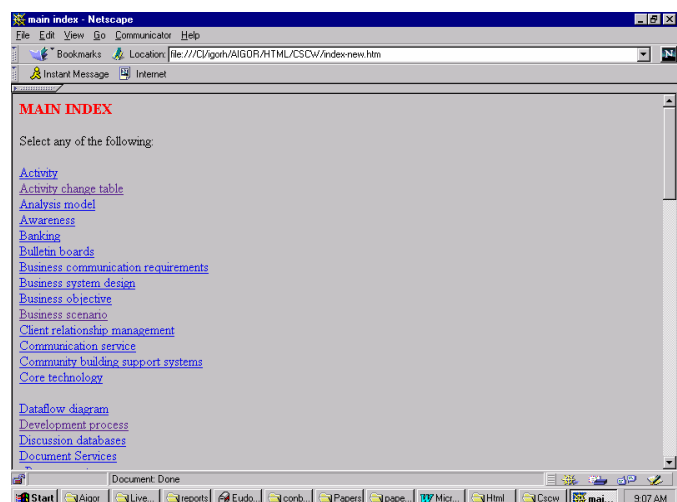 main index - Netscape
File Edit View Go Communicator Help
Bookmarks Location: file:///C|/igorh/AIGOR/HTML/CSCW/index-new.htm N
Instant Message Internet
MAIN INDEX
Select any of the following:
Activity
Activity change table
Analysis model
Awareness
Banking
Bulletin boards
Business communication requirements
Business system design
Business objective
Business scenario
Client relationship management
Communication service
Community building support systems
Core technology
Dataflow diagram
Development process
Discussion databases
Document Services
Document: Done
Start Aigor Live... reports Eudo... conb... Papers pape... Micr... Html Cscw mai... 9:07 AM